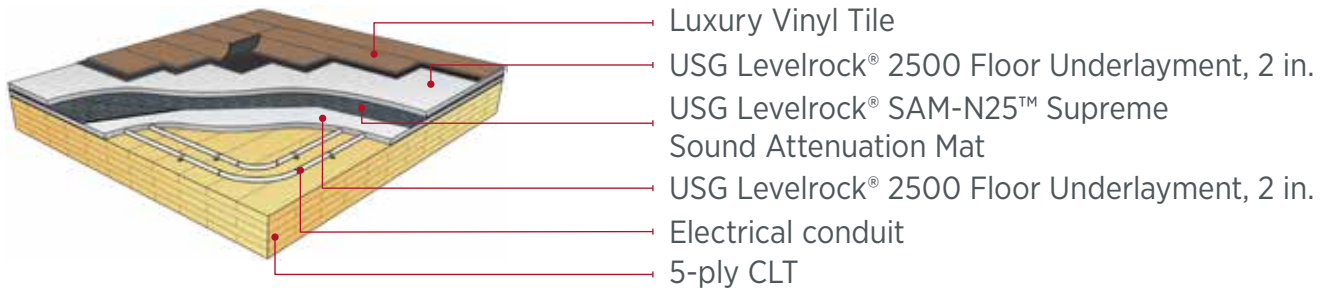 Luxury Vinyl Tile
USG Levelrock® 2500 Floor Underlayment, 2 in.
USG Levelrock® SAM-N25™ Supreme
Sound Attenuation Mat
USG Levelrock® 2500 Floor Underlayment, 2 in.
Electrical conduit
5-ply CLT